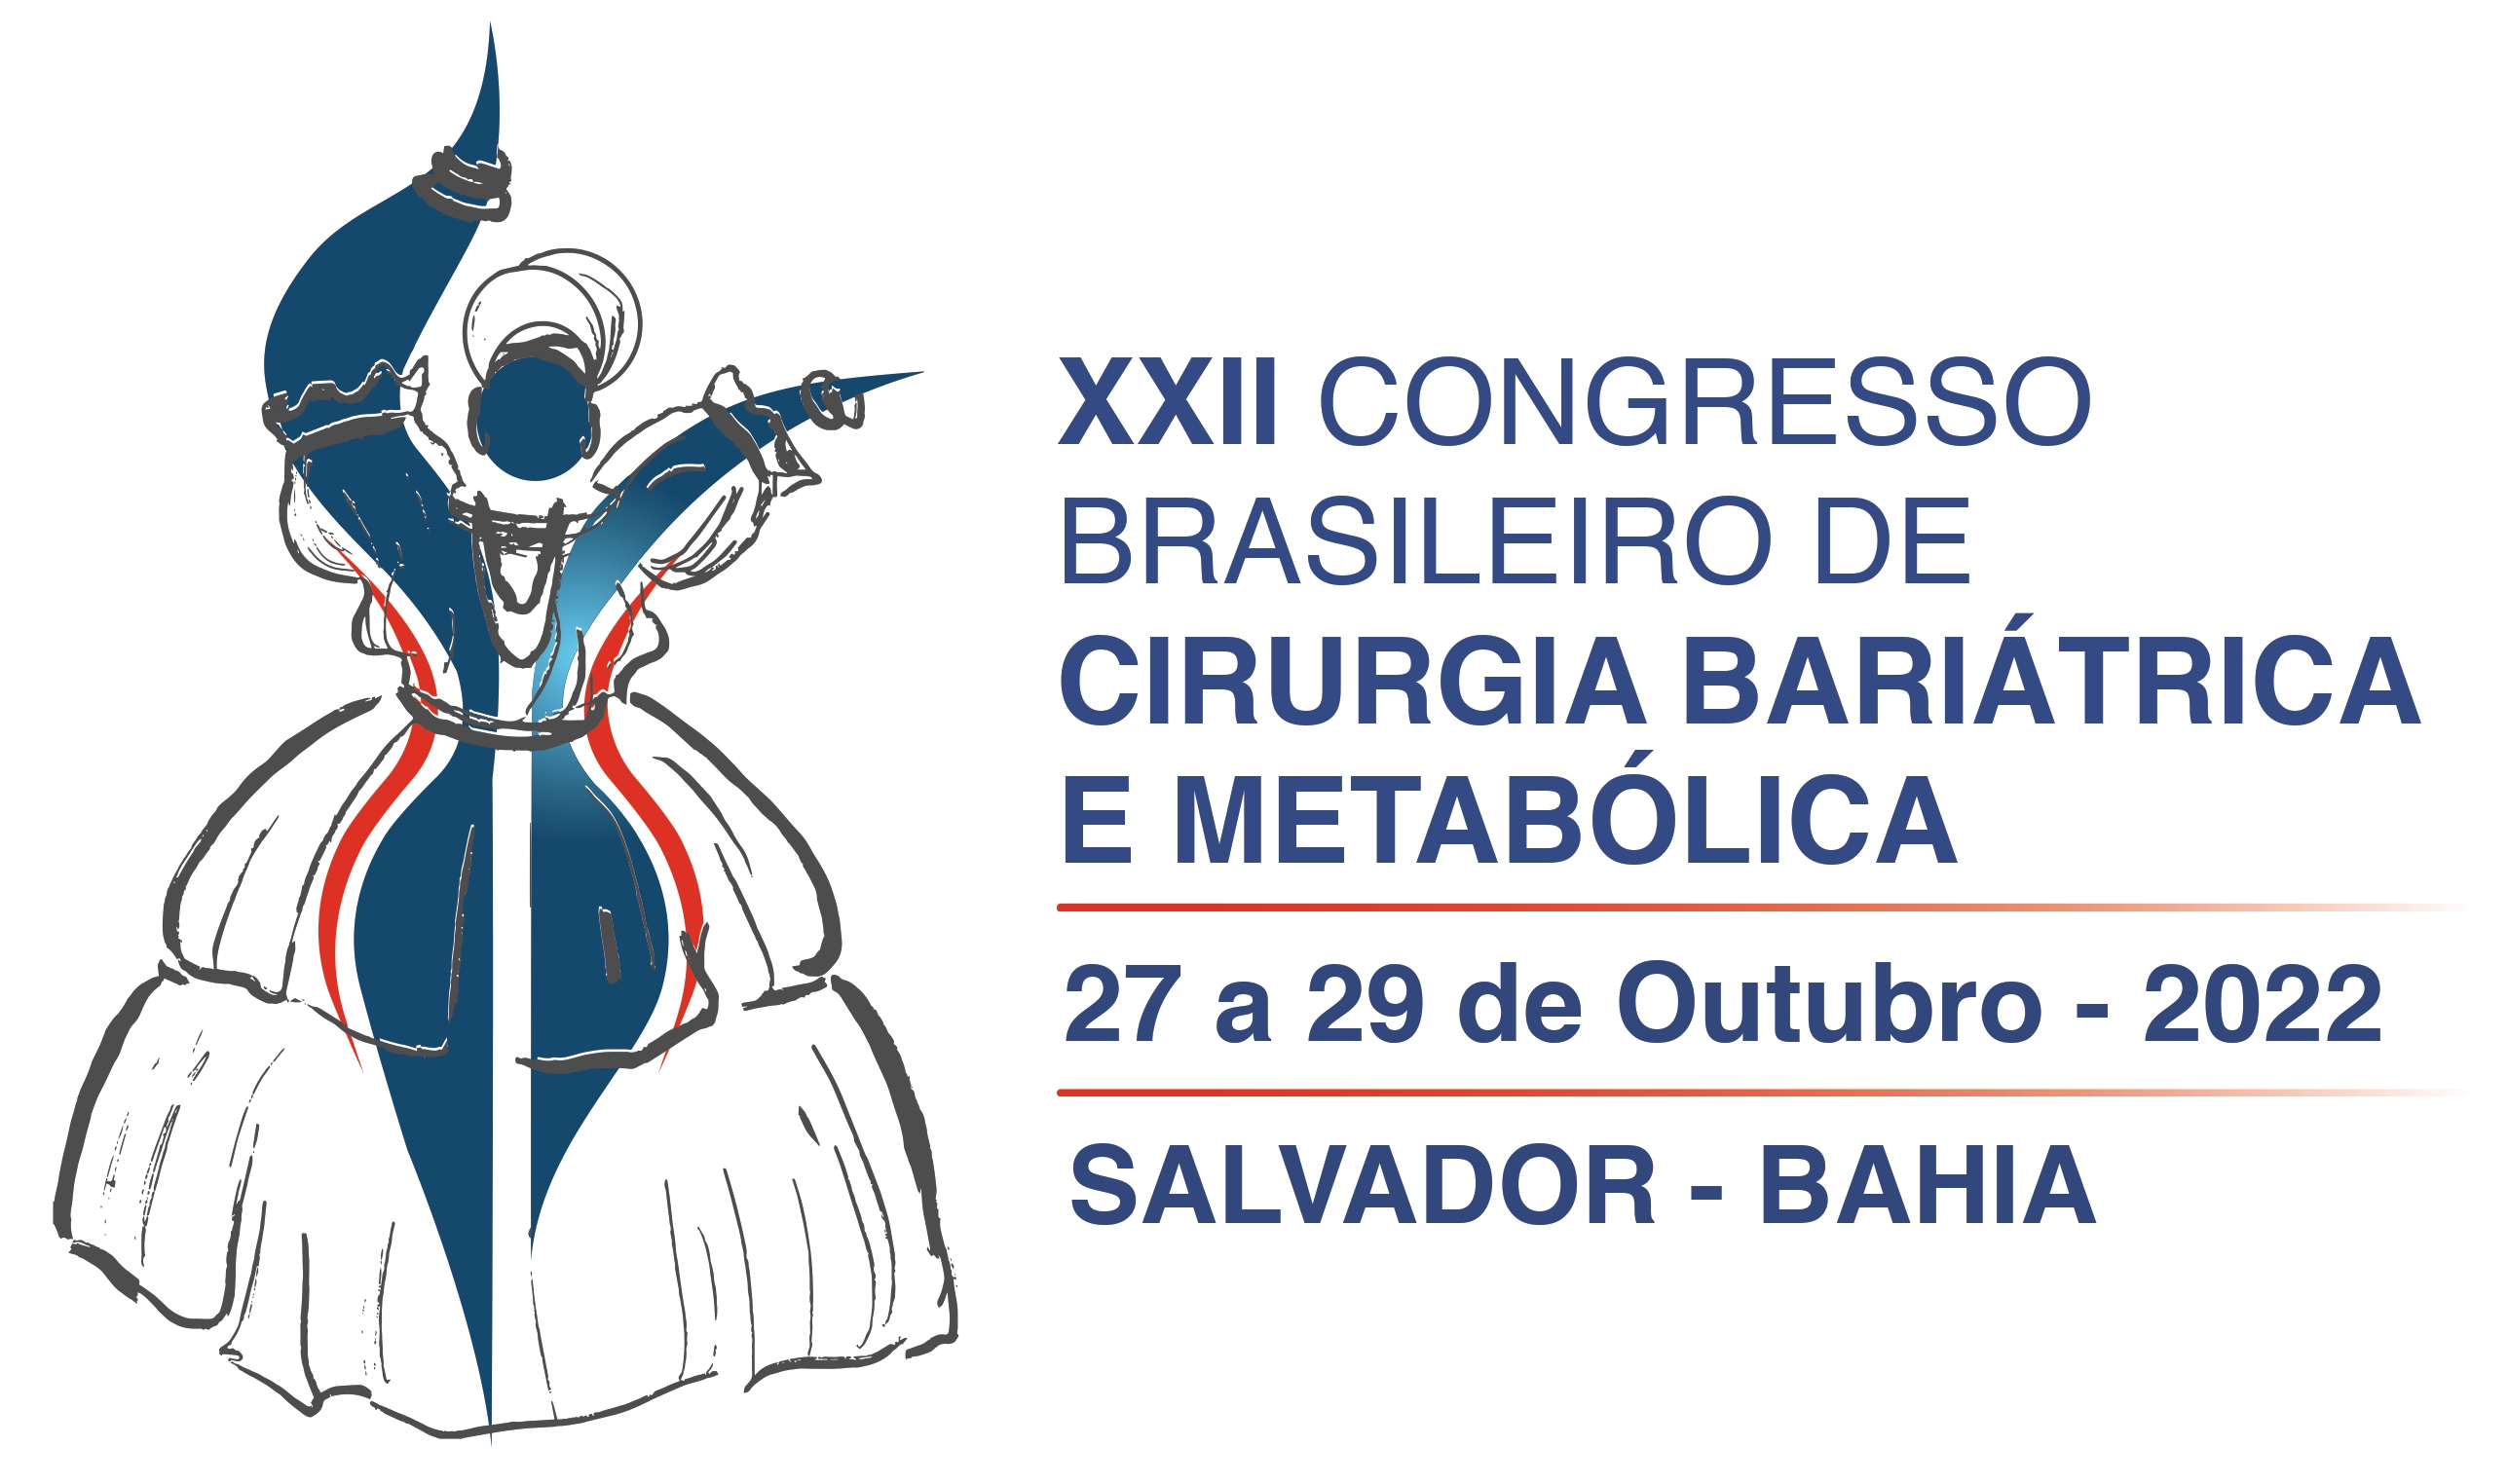 XXII CONGRESSO
BRASILEIRO DE
CIRURGIA BARIÁTRICA
E METABÓLICA
27 a 29 de Outubro - 2022
SALVADOR - BAHIA